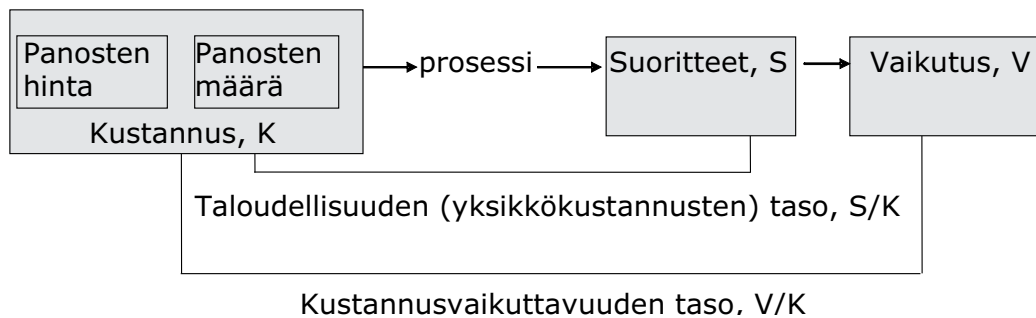 Panosten
hinta
Panosten
määrä
Kustannus, K
prosessi
Suoritteet, S
Vaikutus, V
Taloudellisuuden (yksikkökustannusten) taso, S/K
Kustannusvaikuttavuuden taso, V/K